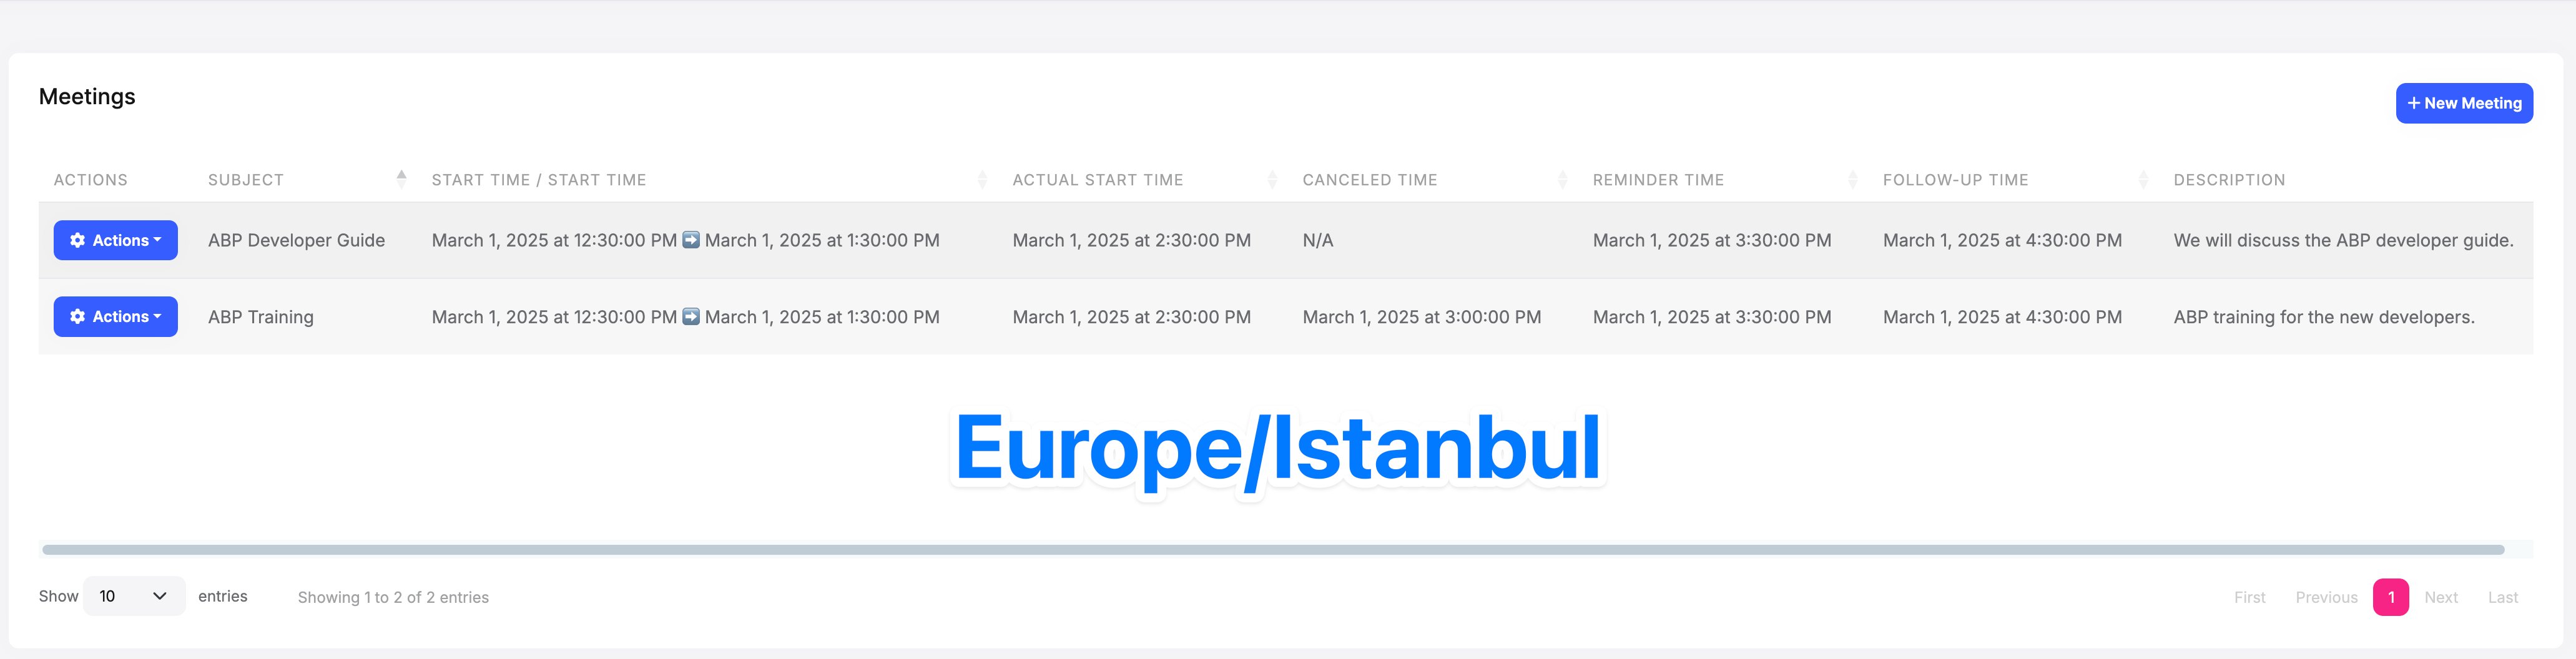 Meetings
+ New Meeting
ACTIONS SUBJECT START TIME / START TIME ACTUAL START TIME CANCELED TIME REMINDER TIME FOLLOW-UP TIME DESCRIPTION
Actions ABP Developer Guide March 1, 2025 at 12:30:00 PM ➡️ March 1, 2025 at 1:30:00 PM March 1, 2025 at 2:30:00 PM N/A March 1, 2025 at 3:30:00 PM March 1, 2025 at 4:30:00 PM We will discuss the ABP developer guide.
Actions ABP Training March 1, 2025 at 12:30:00 PM ➡️ March 1, 2025 at 1:30:00 PM March 1, 2025 at 2:30:00 PM March 1, 2025 at 3:00:00 PM March 1, 2025 at 3:30:00 PM March 1, 2025 at 4:30:00 PM ABP training for the new developers.
Europe/Istanbul
Show 10 entries Showing 1 to 2 of 2 entries First Previous 1 Next Last